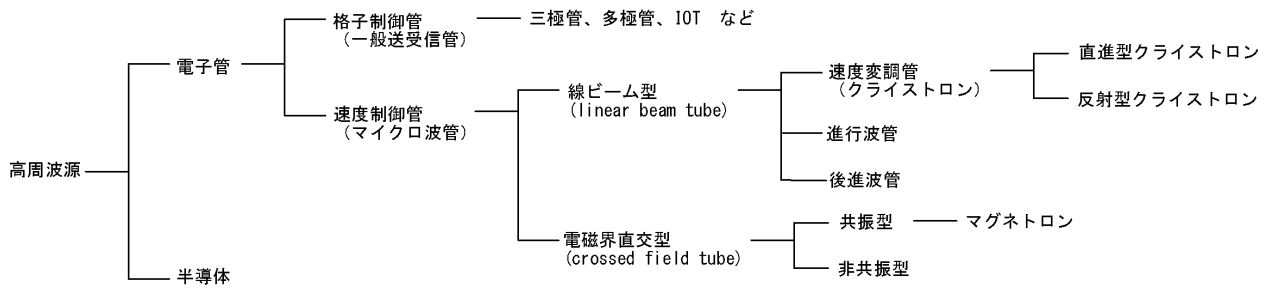 高周波源
電子管
半導体
格子制御管
(一般送受信管)
三極管、多極管、IOT など
速度制御管
(マイクロ波管)
線ビーム型
(linear beam tube)
電磁界直交型
(crossed field tube)
速度変調管
(クライストロン)
進行波管
後進波管
直進型クライストロン
反射型クライストロン
共振型
マグネトロン
非共振型